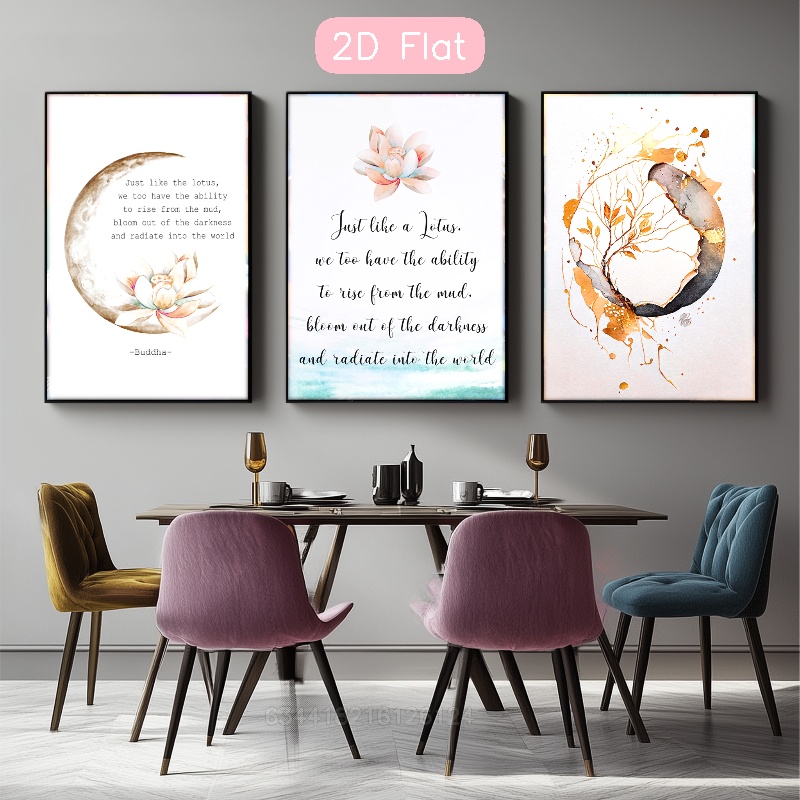 2D Flat
Just like the lotus,
we too have the ability
to rise from the mud,
bloom out of the darkness
and radiate into the world
-Buddha-
Just like a Lotus,
we too have the ability
to rise from the mud,
bloom out of the darkness
and radiate into the world